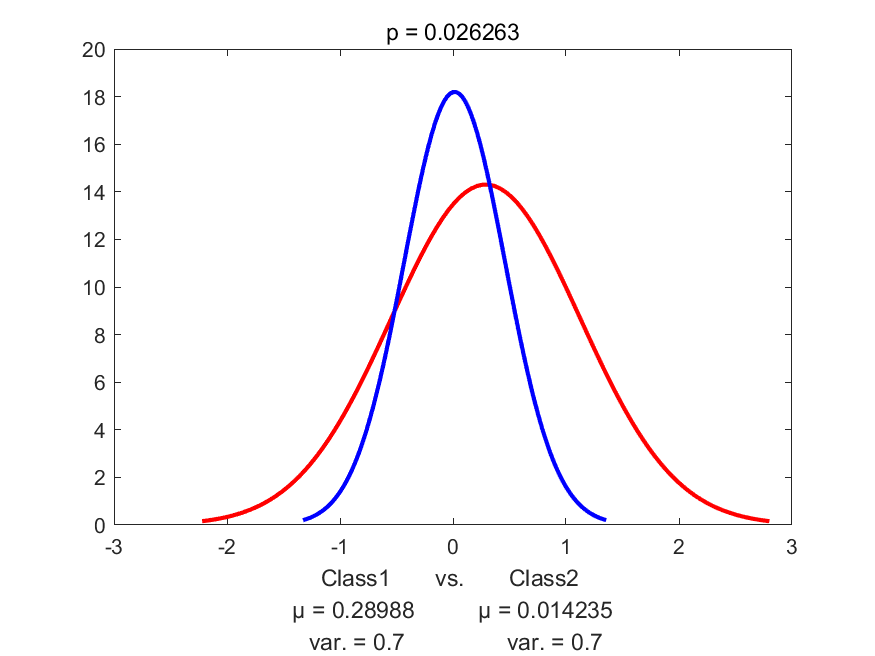 p = 0.026263
20
18
16
14
12
10
8
6
4
2
0
-3 -2 -1 0 1 2 3
Class1 vs. Class2
μ = 0.28988 μ = 0.014235
var. = 0.7 var. = 0.7